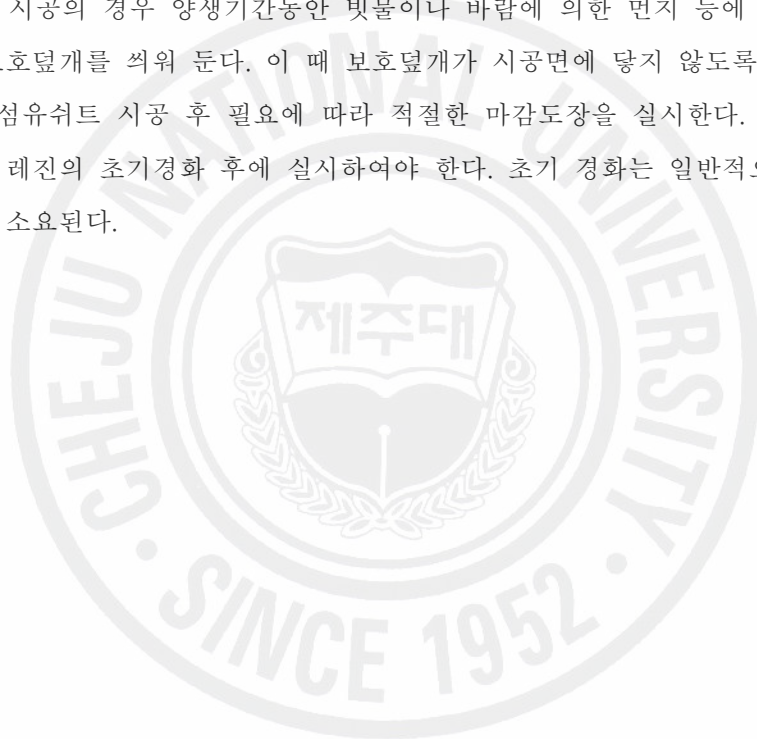 시공의 경우 양생기간동안 빗물이나 바람에 의한 먼지 등에
보호덮개를 씌워 둔다. 이 때 보호덮개가 시공면에 닿지 않도록
섬유쉬트 시공 후 필요에 따라 적절한 마감도장을 실시한다.
레진의 초기경화 후에 실시하여야 한다. 초기 경화는 일반적으
소요된다.
CHEJU NATIONAL UNIVERSITY
제주대
SINCE 1952